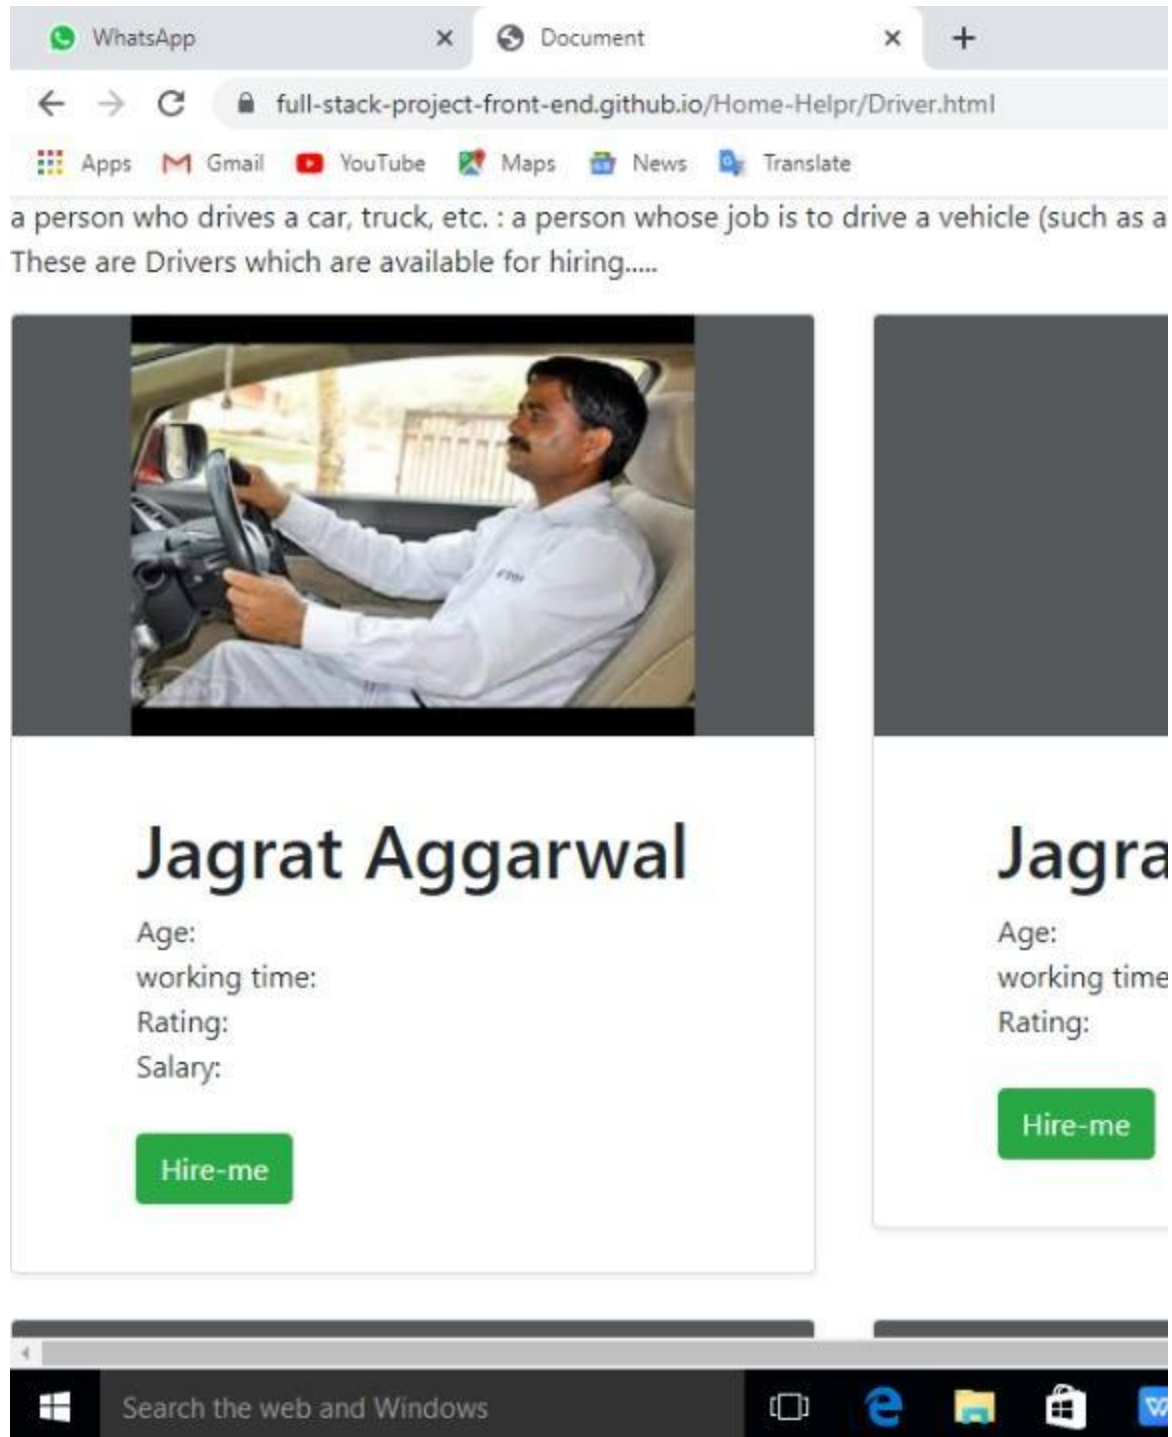 WhatsApp
Document
full-stack-project-front-end.github.io/Home-Helpr/Driver.html
Apps
Gmail
YouTube
Maps
News
Translate
a person who drives a car, truck, etc. : a person whose job is to drive a vehicle (such as a
These are Drivers which are available for hiring.....
Jagrat Aggarwal
Age:
working time:
Rating:
Salary:
Hire-me
Jagra
Age:
working time
Rating:
Hire-me
Search the web and Windows